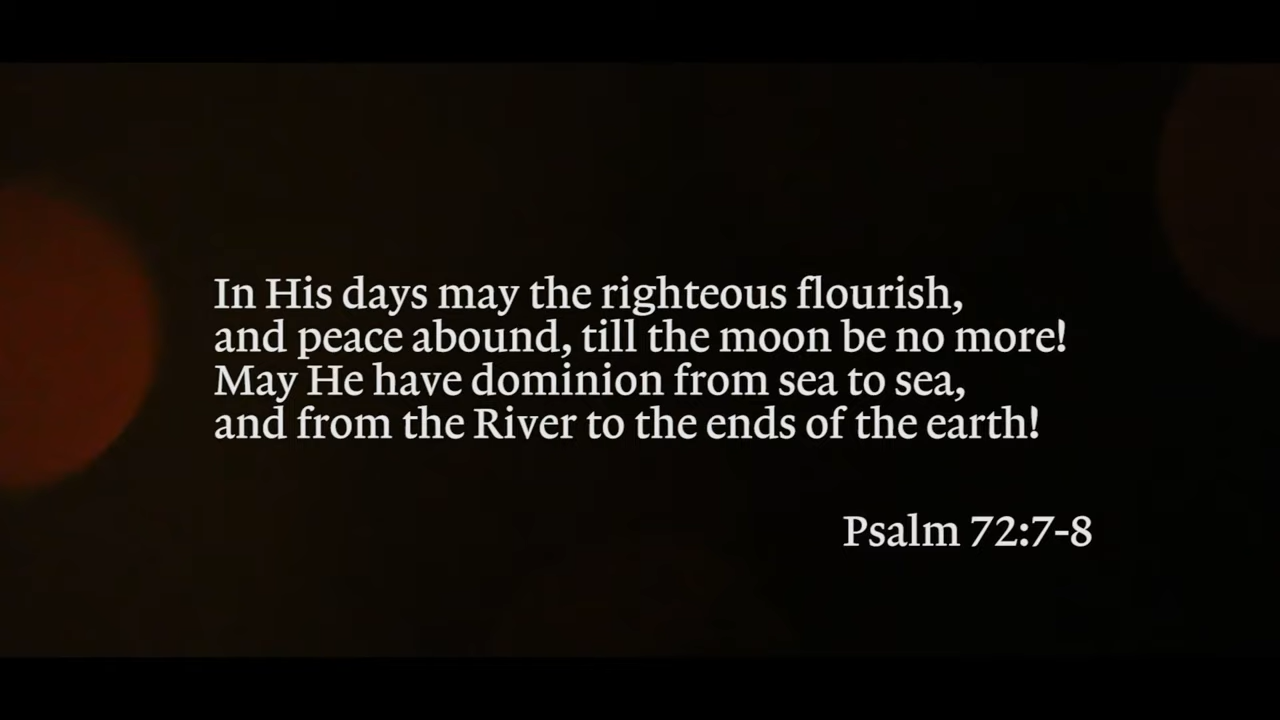 In His days may the righteous flourish,
and peace abound, till the moon be no more!
May He have dominion from sea to sea,
and from the River to the ends of the earth!
Psalm 72:7-8